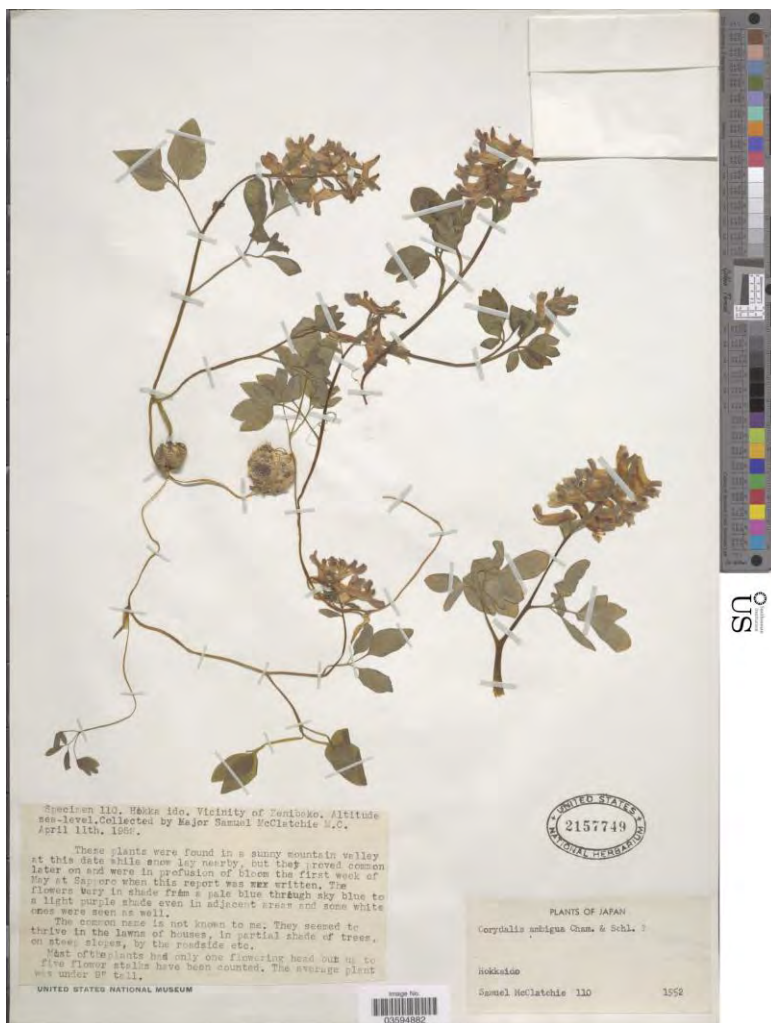 Specimen 110. Hokka ido. Vicinity of Zeniboko. Altitude
sea-level.Collected by Major Samuel McClatchie M.C.
April 11th. 1952.
These plants were found in a sunny mountain valley
at this date while snow lay nearby, but they proved common
later on and were in profusion of bloom the first week of
May at Sapporo when this report was written. The
flowers vary in shade from a pale blue through sky blue to
a light purple shade even in adjacent areas and some white
ones were seen as well.
The common name is not known to me. They seemed to
thrive in the lawns of houses, in partial shade of trees,
on steep slopes, by the roadside etc.
Most of the plants had only one flowering head but up to
five flower stalks have been counted. The average plant
was under 9" tall.
UNITED STATES NATIONAL MUSEUM
UNITED STATES
2157749
NATIONAL HERBARIUM
PLANTS OF JAPAN
Corydalis ambigua Cham. & Schl. ?
Hokkaido
Samuel McClatchie 110 1952
Image No.
03594882
US